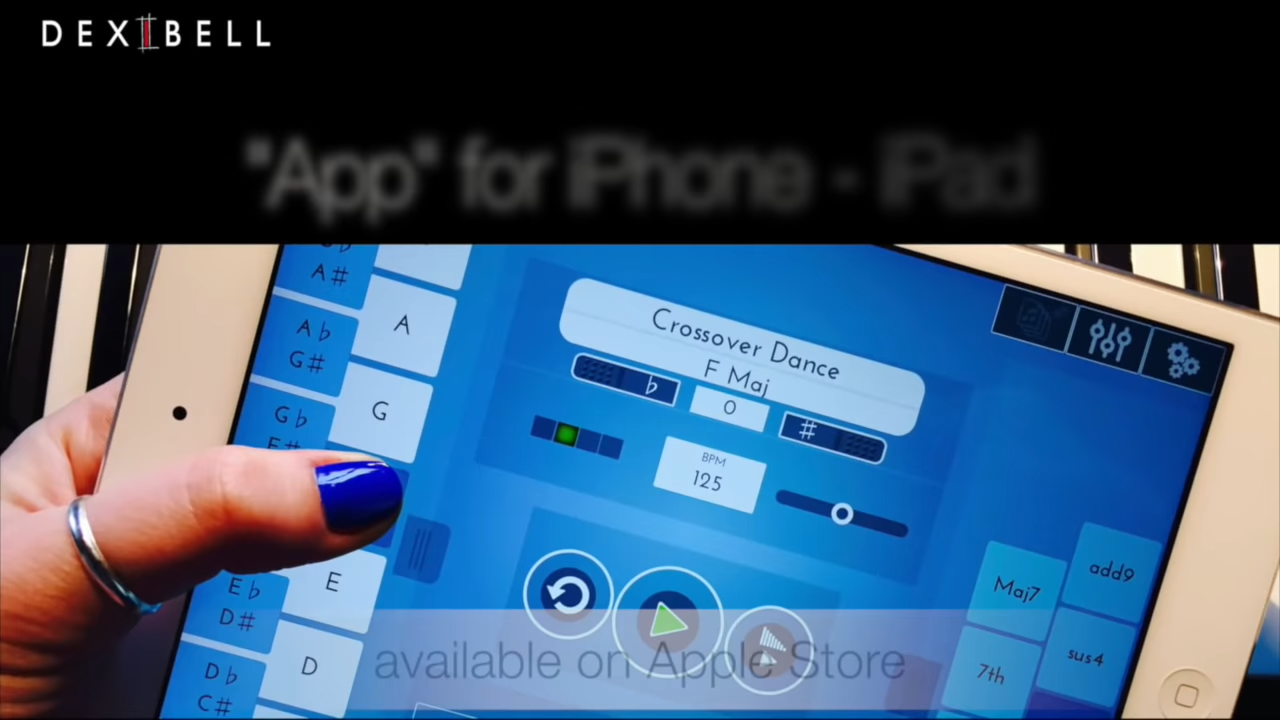 DEXIBELL
"App" for iPhone - iPad
A#
A♭
G#
A
G♭
G
E♭
D#
E
D♭
C#
D
Crossover Dance
F Maj
♭
0
#
BPM
125
Maj7
add9
7th
sus4
available on Apple Store